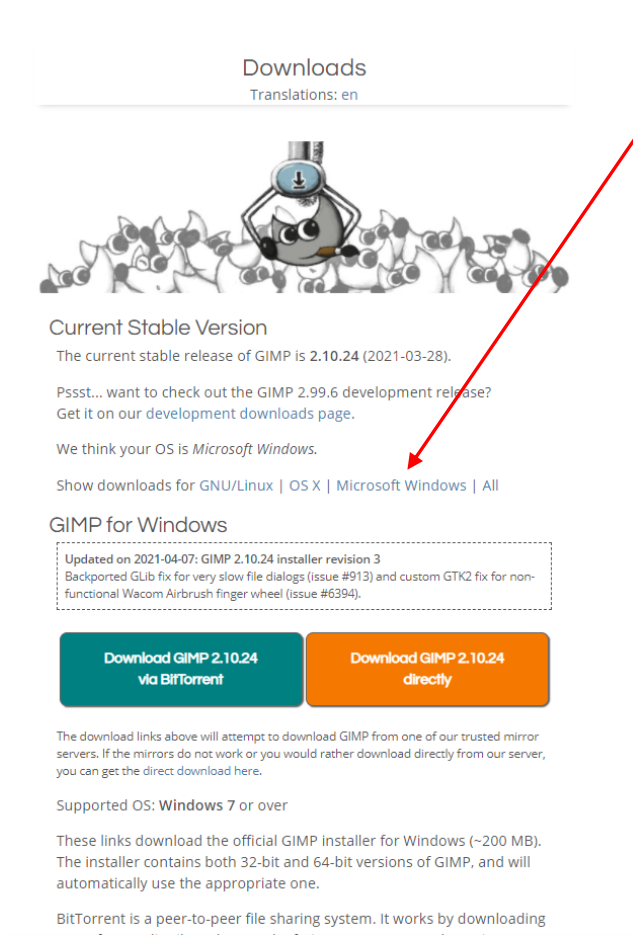 Downloads
Translations: en
Current Stable Version
The current stable release of GIMP is 2.10.24 (2021-03-28).
Pssst... want to check out the GIMP 2.99.6 development release?
Get it on our development downloads page.
We think your OS is Microsoft Windows.
Show downloads for GNU/Linux | OS X | Microsoft Windows | All
GIMP for Windows
Updated on 2021-04-07: GIMP 2.10.24 installer revision 3
Backported GLib fix for very slow file dialogs (issue #913) and custom GTK2 fix for non-
functional Wacom Airbrush finger wheel (issue #6394).
Download GIMP 2.10.24
via BitTorrent
Download GIMP 2.10.24
directly
The download links above will attempt to download GIMP from one of our trusted mirror
servers. If the mirrors do not work or you would rather download directly from our server,
you can get the direct download here.
Supported OS: Windows 7 or over
These links download the official GIMP installer for Windows (~200 MB).
The installer contains both 32-bit and 64-bit versions of GIMP, and will
automatically use the appropriate one.
BitTorrent is a peer-to-peer file sharing system. It works by downloading